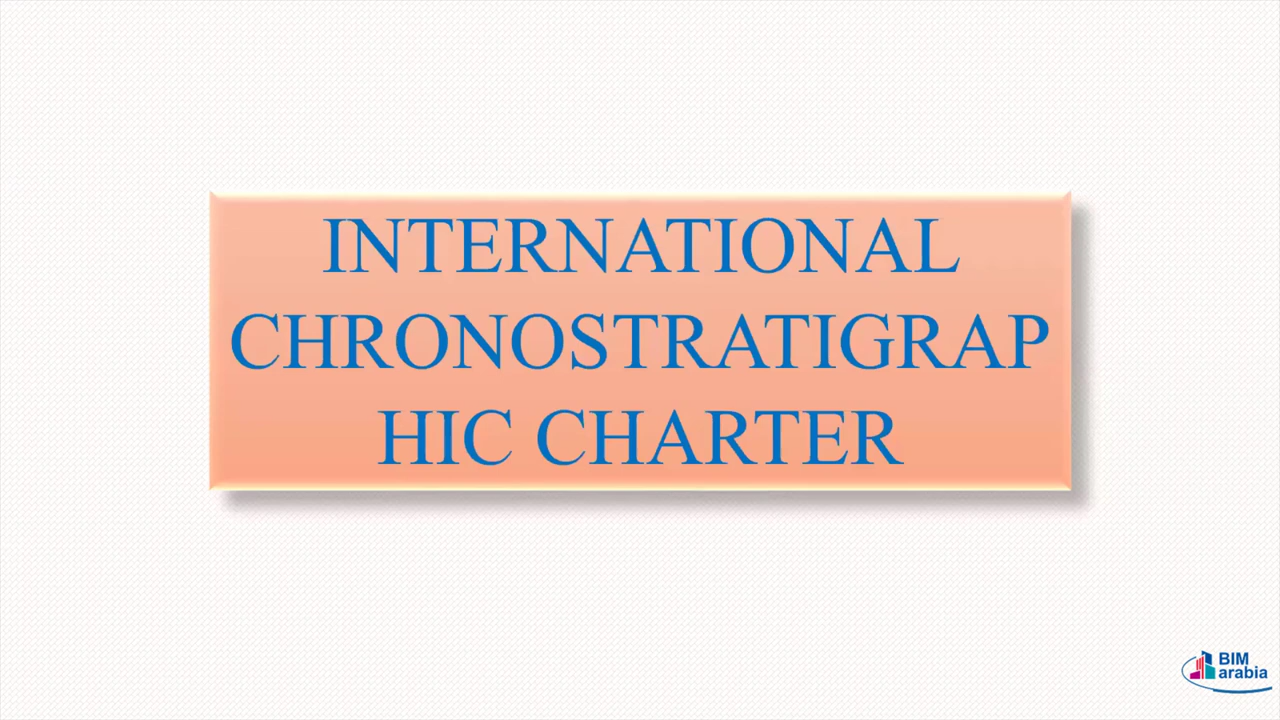 INTERNATIONAL
CHRONOSTRATIGRAP
HIC CHARTER
BIM
arabia